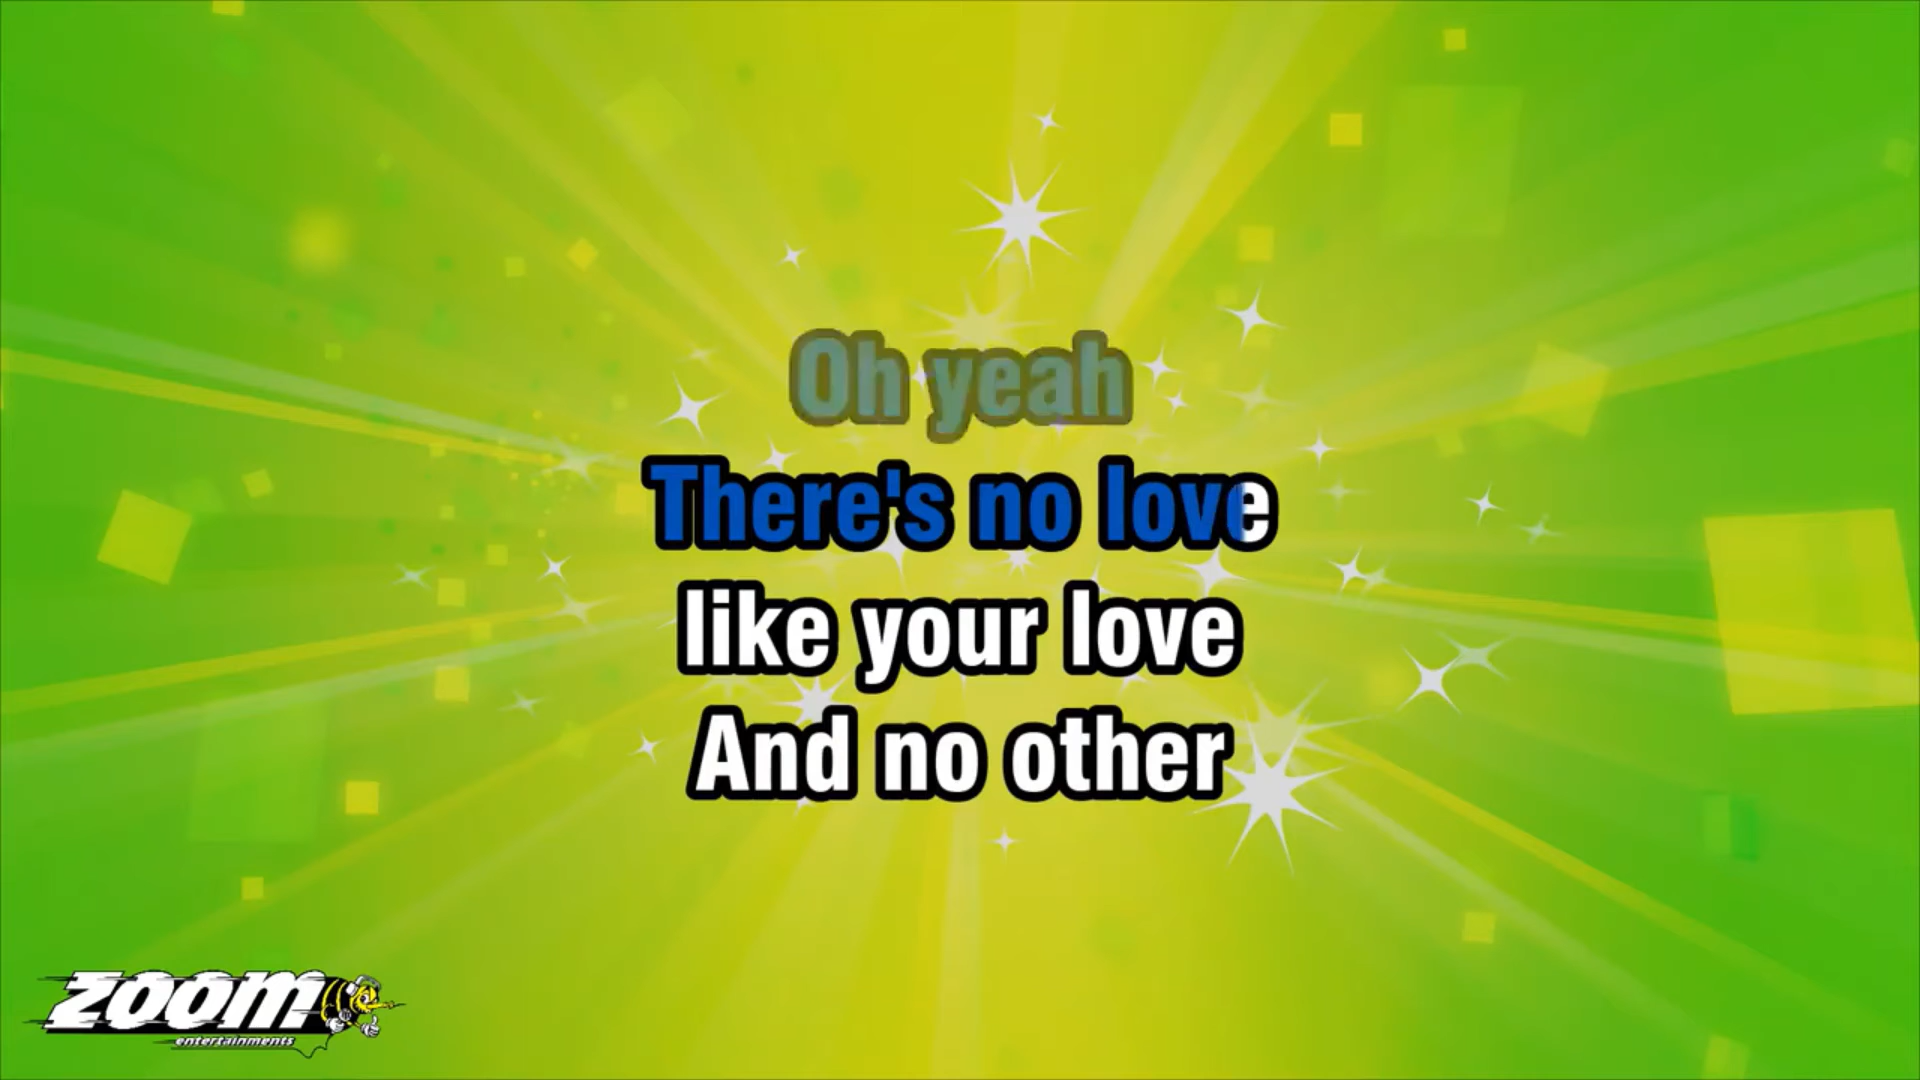 Oh yeah
There's no love
like your love
And no other
zoom
entertainments